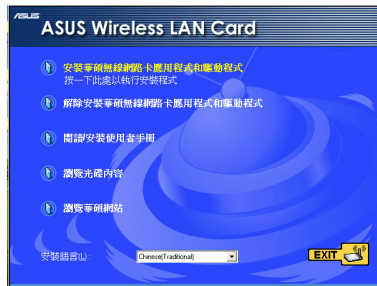 ASUS
ASUS Wireless LAN Card
安裝華碩無線網路卡應用程式和驅動程式
按一下此處以執行安裝程式
解除安裝華碩無線網路卡應用程式和驅動程式
閱讀/安裝使用者手冊
瀏覽光碟內容
瀏覽華碩網站
安裝語言(L):
Chinese(Traditional)
EXIT